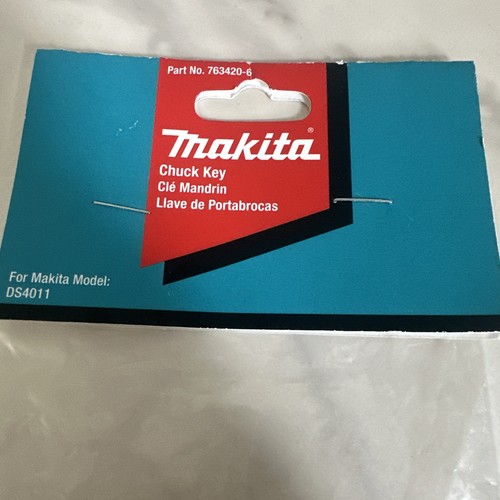 Part No. 763420-6
makita®
Chuck Key
Clé Mandrin
Llave de Portabrocas
For Makita Model:
DS4011